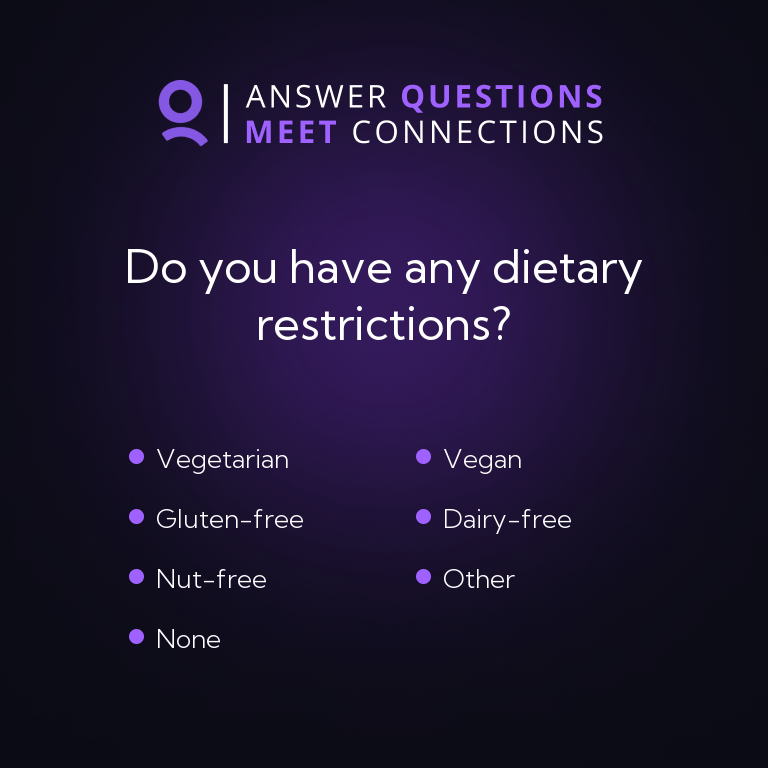 ANSWER QUESTIONS
MEET CONNECTIONS
Do you have any dietary
restrictions?
Vegetarian
Vegan
Gluten-free
Dairy-free
Nut-free
Other
None